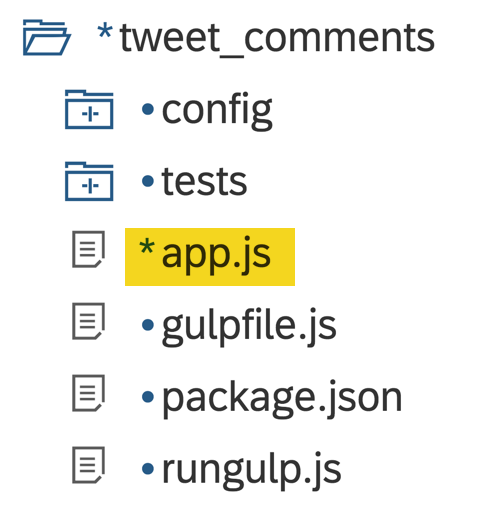 *tweet_comments
•config
•tests
*app.js
•gulpfile.js
•package.json
•rungulp.js